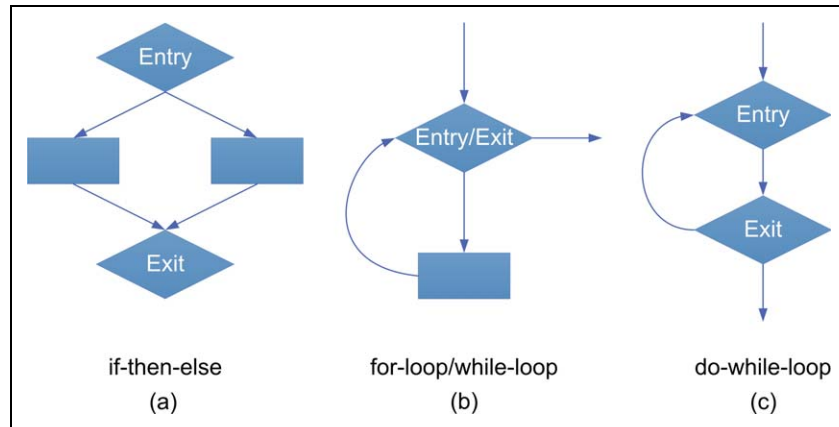 Entry
Exit
if-then-else
(a)
Entry/Exit
for-loop/while-loop
(b)
Entry
Exit
do-while-loop
(c)